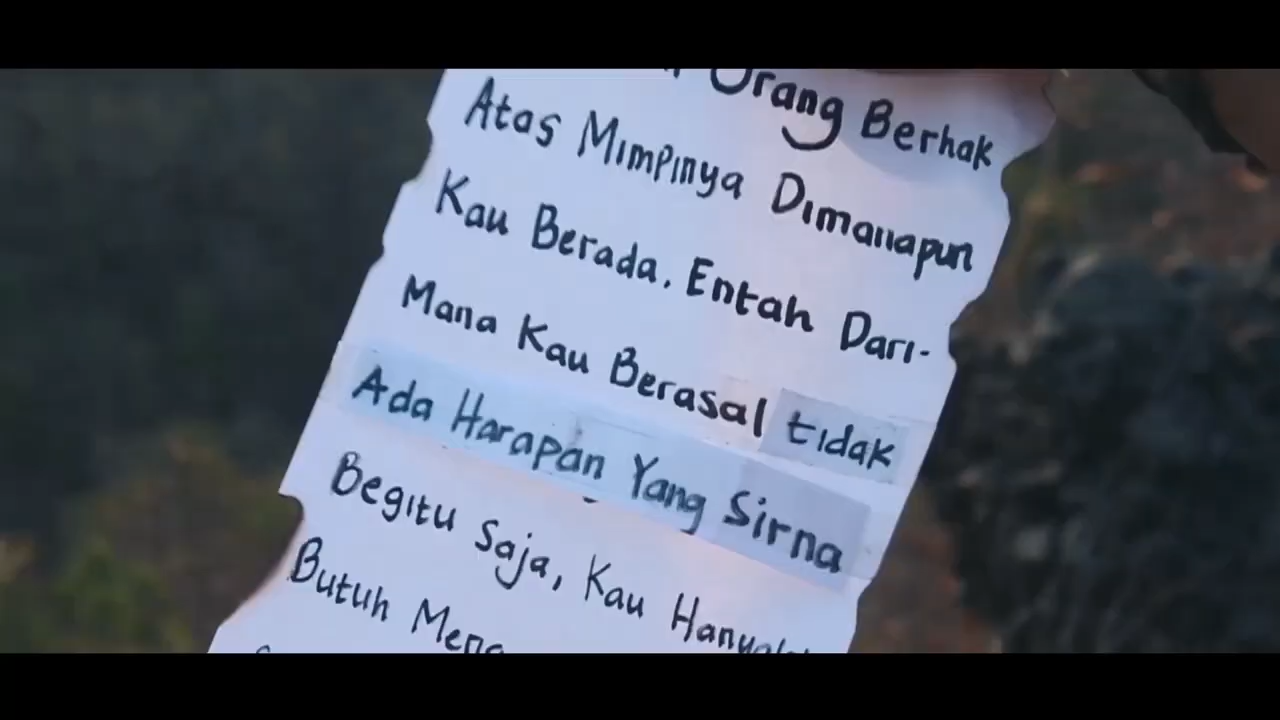 Orang Berhak
Atas Mimpinya Dimanapun
Kau Berada. Entah Dari-
Mana Kau Berasal tidak
Ada Harapan Yang Sirna
Begitu Saja, Kau
Butuh